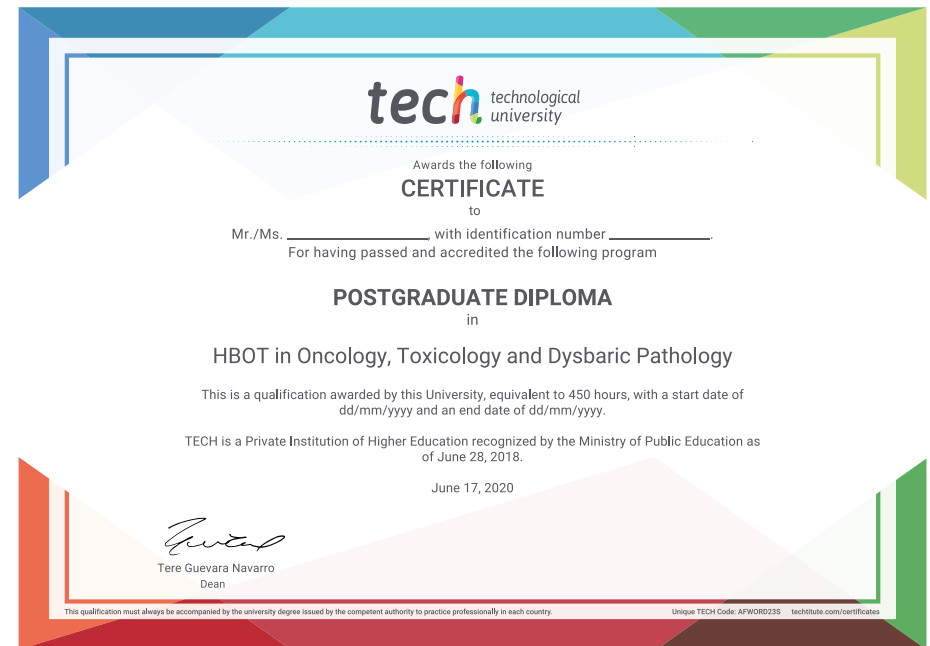 tech technological
university
Awards the following
CERTIFICATE
to
Mr./Ms. ____________________, with identification number ______________.
For having passed and accredited the following program
POSTGRADUATE DIPLOMA
in
HBOT in Oncology, Toxicology and Dysbaric Pathology
This is a qualification awarded by this University, equivalent to 450 hours, with a start date of
dd/mm/yyyy and an end date of dd/mm/yyyy.
TECH is a Private Institution of Higher Education recognized by the Ministry of Public Education as
of June 28, 2018.
June 17, 2020
Tere Guevara Navarro
Dean
This qualification must always be accompanied by the university degree issued by the competent authority to practice professionally in each country. Unique TECH Code: AFWORD23S techtitute.com/certificates